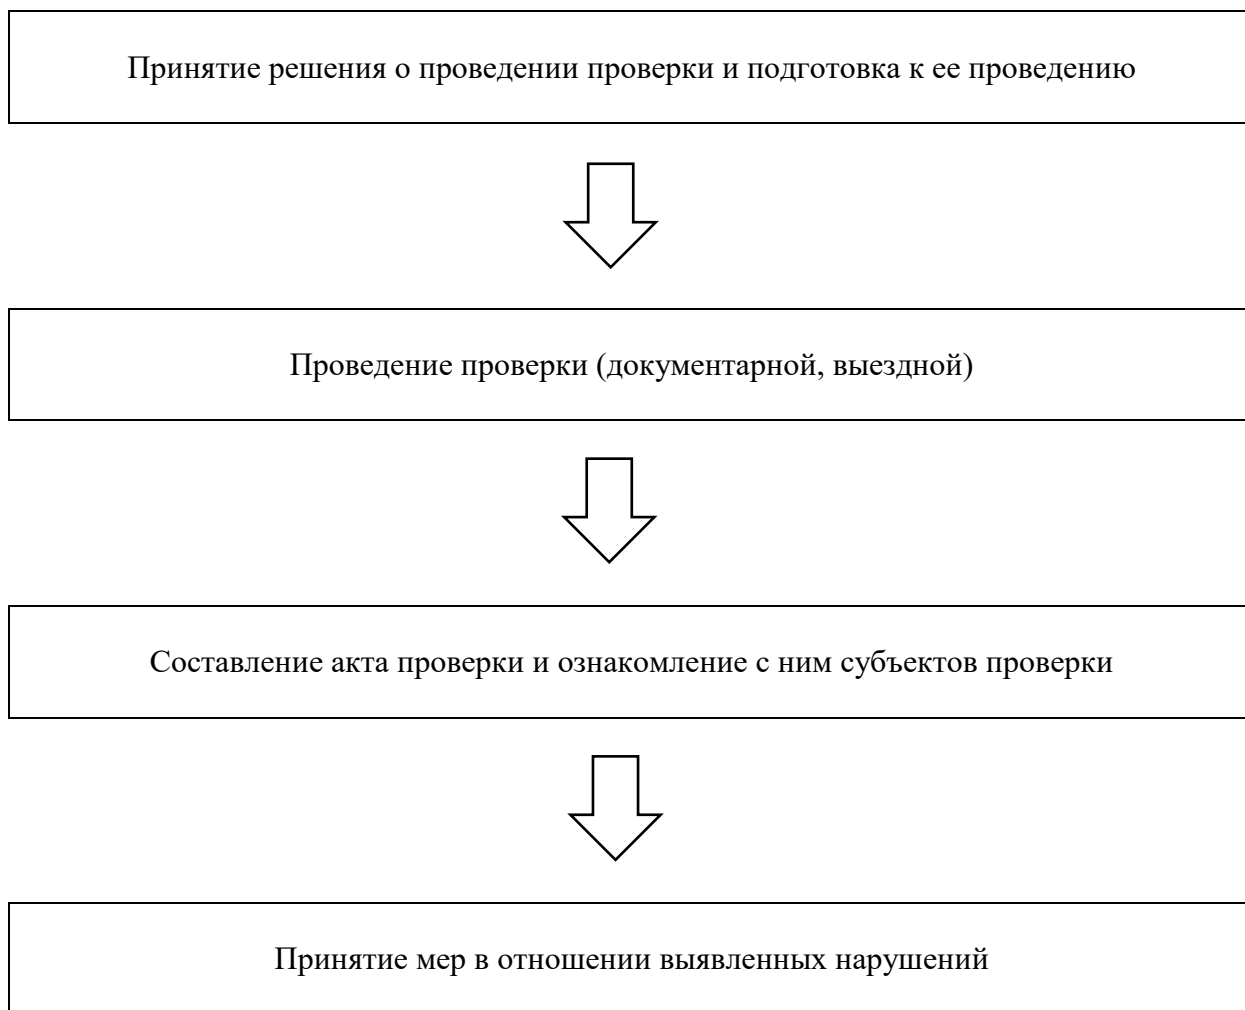 Принятие решения о проведении проверки и подготовка к ее проведению
Проведение проверки (документарной, выездной)
Составление акта проверки и ознакомление с ним субъектов проверки
Принятие мер в отношении выявленных нарушений